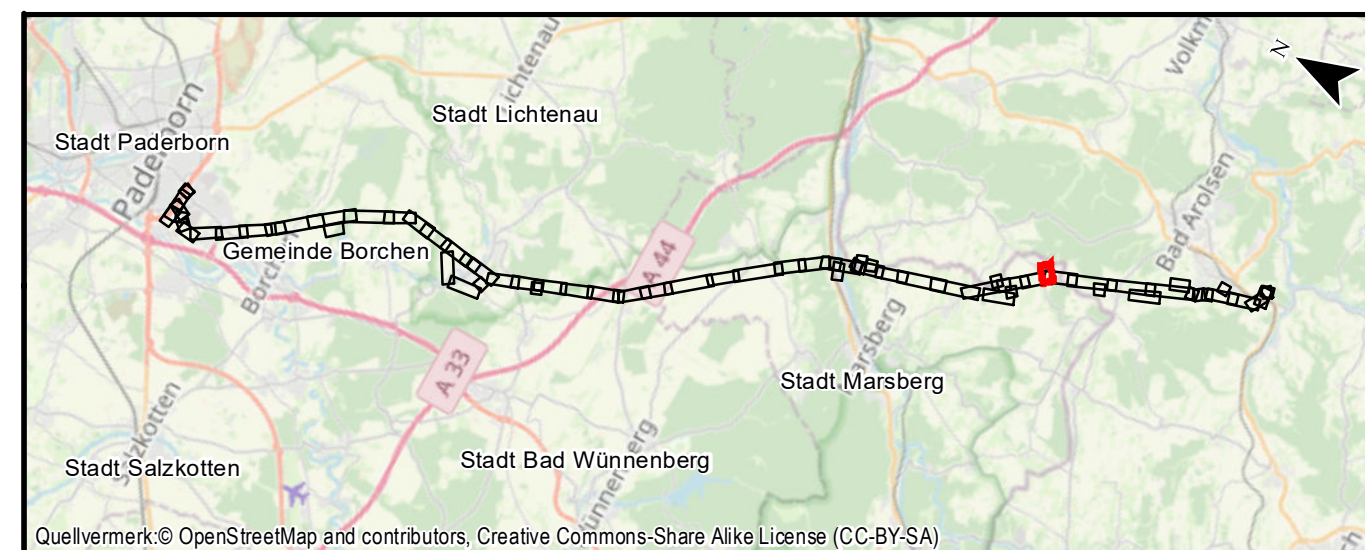 Volkm
N
Lichtenau
Stadt Lichtenau
Stadt Paderborn
Paderborn
Bad Arolsen
Gemeinde Borchen
Borchen
A 44
Marsberg
A 33
Stadt Marsberg
Salzkotten
Stadt Salzkotten
Stadt Bad Wünnenberg
Wünnenberg
Quellvermerk:© OpenStreetMap and contributors, Creative Commons-Share Alike License (CC-BY-SA)